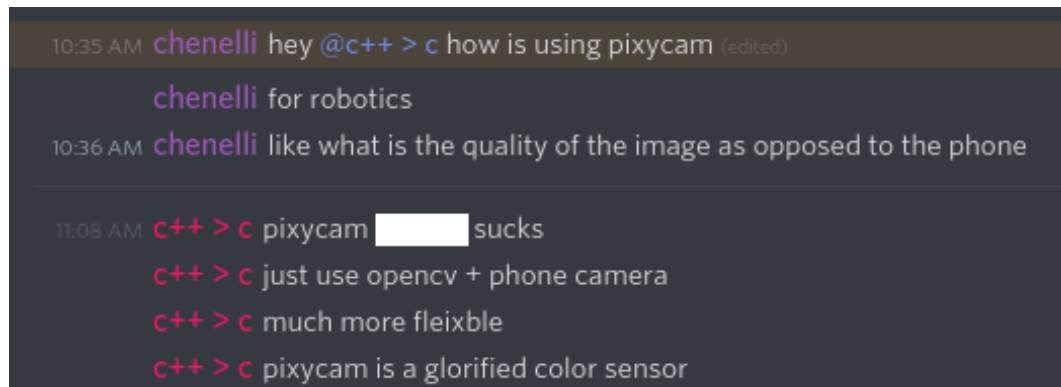 10:35 AM chenelli hey @c++ > c how is using pixycam (edited)
chenelli for robotics
10:36 AM chenelli like what is the quality of the image as opposed to the phone
11:08 AM c++ > c pixycam sucks
c++ > c just use opencv + phone camera
c++ > c much more fleixble
c++ > c pixycam is a glorified color sensor